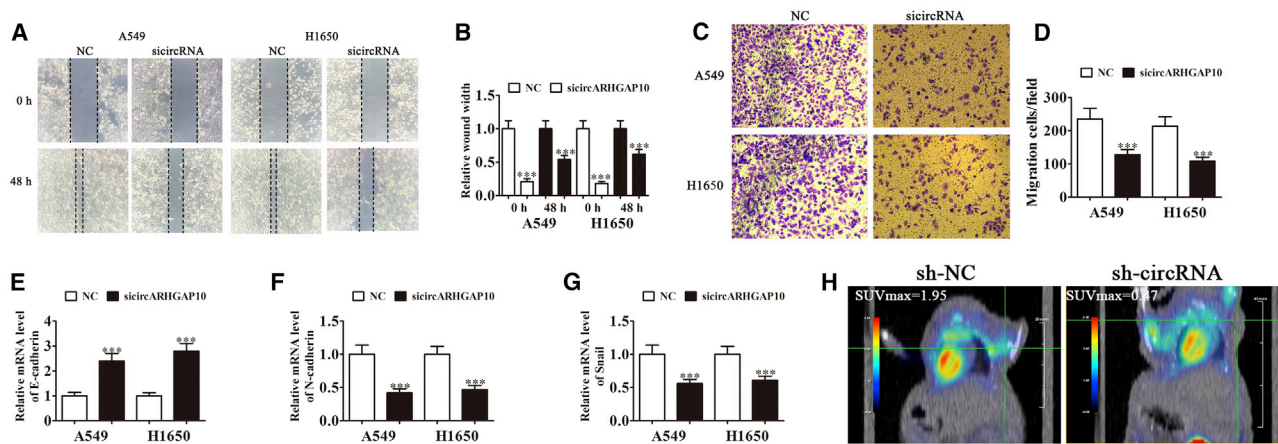 A
A549
H1650
NC
sicircRNA
NC
sicircRNA
0 h
48 h
B
NC
sicircARHGAP10
Relative wound width
1.5
1.0
0.5
0.0
***
***
***
***
0 h
48 h
0 h
48 h
A549
H1650
C
NC
sicircRNA
A549
H1650
D
NC
sicircARHGAP10
Migration cells/field
300
200
100
0
***
***
A549
H1650
E
NC
sicircARHGAP10
Relative mRNA level
of E-cadherin
4
3
2
1
0
***
***
A549
H1650
F
NC
sicircARHGAP10
Relative mRNA level
of N-cadherin
1.5
1.0
0.5
0.0
***
***
A549
H1650
G
NC
sicircARHGAP10
Relative mRNA level
of Snail
1.5
1.0
0.5
0.0
***
***
A549
H1650
H
sh-NC
sh-circRNA
SUVmax=1.95
SUVmax=0.47